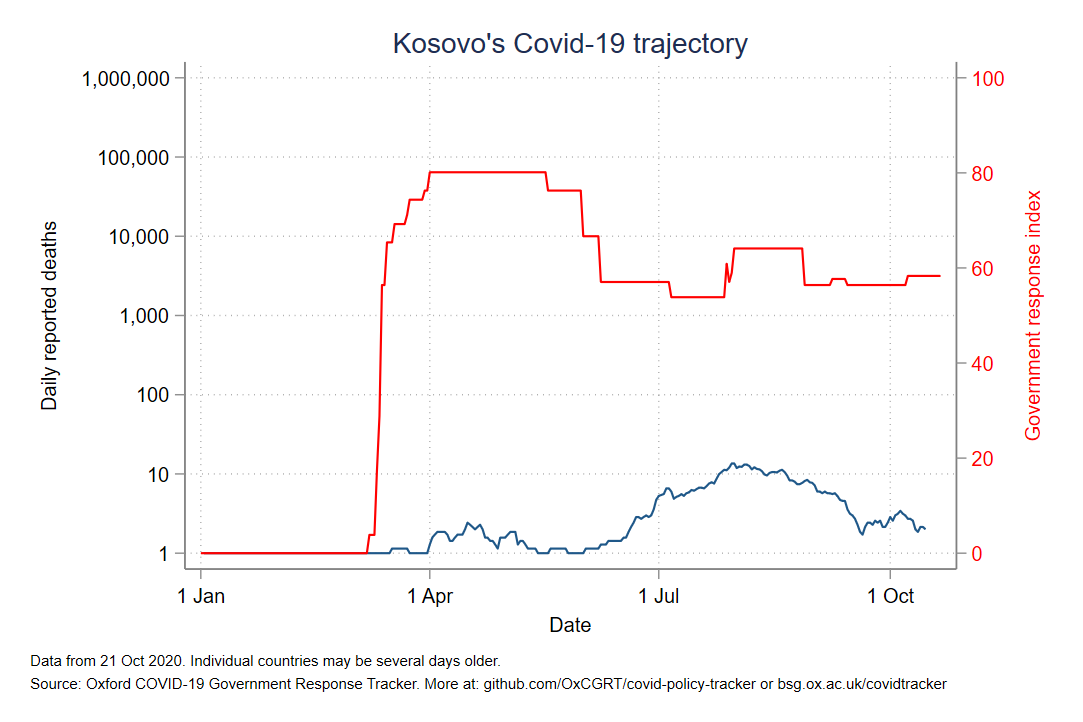 Kosovo's Covid-19 trajectory
1,000,000
100,000
10,000
1,000
100
10
1
Daily reported deaths
100
80
60
40
20
0
Government response index
1 Jan
1 Apr
1 Jul
1 Oct
Date
Data from 21 Oct 2020. Individual countries may be several days older.
Source: Oxford COVID-19 Government Response Tracker. More at: github.com/OxCGRT/covid-policy-tracker or bsg.ox.ac.uk/covidtracker